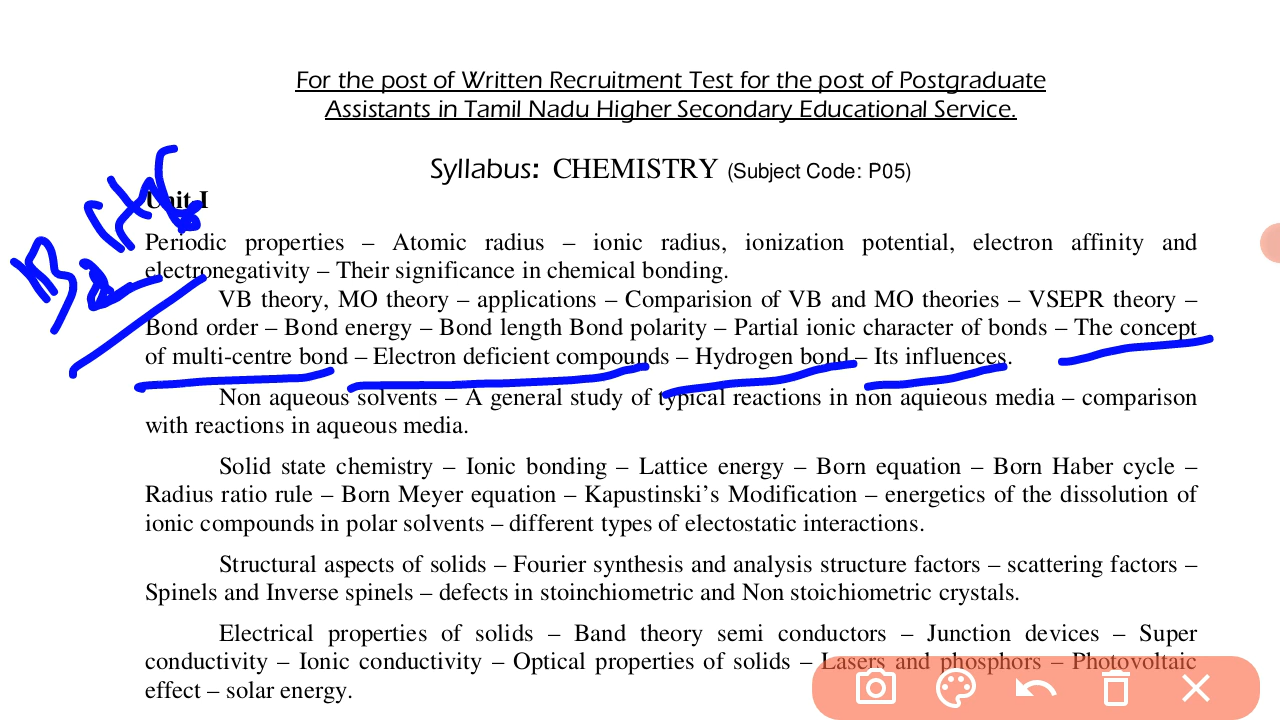 For the post of Written Recruitment Test for the post of Postgraduate
Assistants in Tamil Nadu Higher Secondary Educational Service.
Syllabus: CHEMISTRY (Subject Code: P05)
Unit I
B2H6
Periodic properties – Atomic radius – ionic radius, ionization potential, electron affinity and
electronegativity – Their significance in chemical bonding.
VB theory, MO theory – applications – Comparision of VB and MO theories – VSEPR theory –
Bond order – Bond energy – Bond length Bond polarity – Partial ionic character of bonds – The concept
of multi-centre bond – Electron deficient compounds – Hydrogen bond – Its influences.
Non aqueous solvents – A general study of typical reactions in non aquieous media – comparison
with reactions in aqueous media.
Solid state chemistry – Ionic bonding – Lattice energy – Born equation – Born Haber cycle –
Radius ratio rule – Born Meyer equation – Kapustinski’s Modification – energetics of the dissolution of
ionic compounds in polar solvents – different types of electostatic interactions.
Structural aspects of solids – Fourier synthesis and analysis structure factors – scattering factors –
Spinels and Inverse spinels – defects in stoinchiometric and Non stoichiometric crystals.
Electrical properties of solids – Band theory semi conductors – Junction devices – Super
conductivity – Ionic conductivity – Optical properties of solids – Lasers and phosphors – Photovoltaic
effect – solar energy.